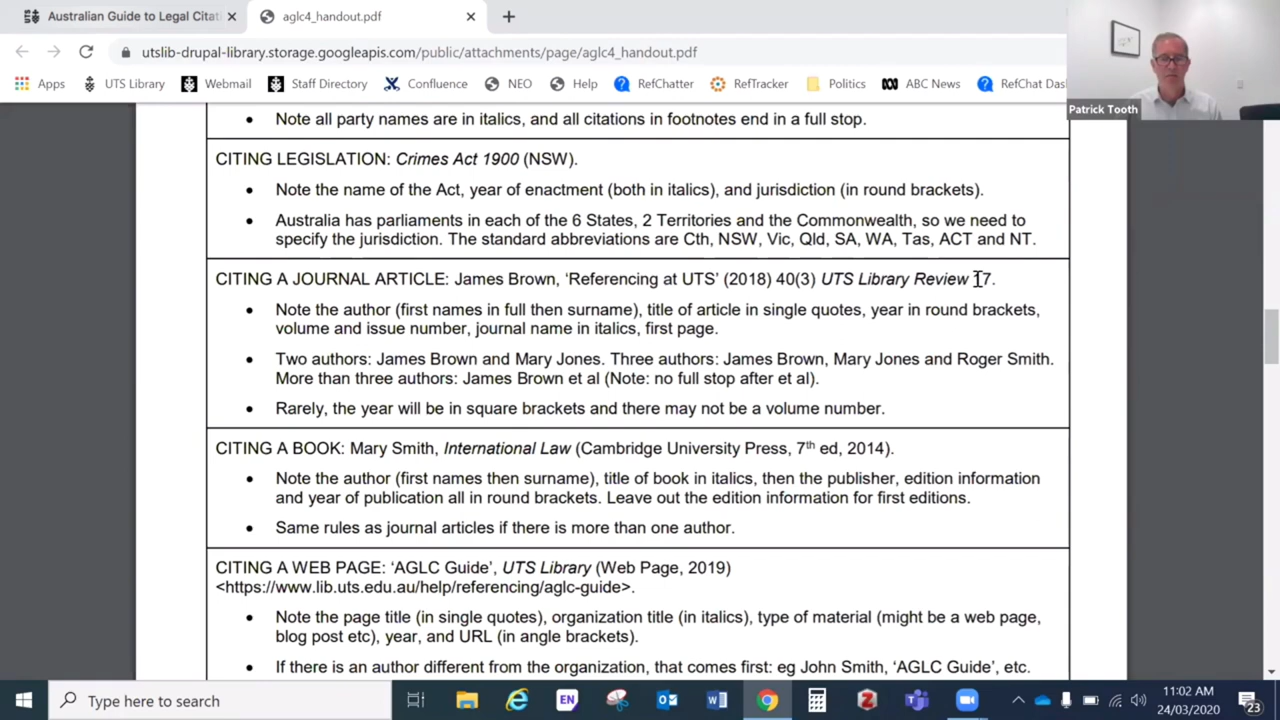 Australian Guide to Legal Citati
aglc4_handout.pdf
utslib-drupal-library.storage.googleapis.com/public/attachments/page/aglc4_handout.pdf
Apps UTS Library Webmail Staff Directory Confluence NEO Help RefChatter RefTracker Politics ABC News RefChat Das
Patrick Tooth
• Note all party names are in italics, and all citations in footnotes end in a full stop.
CITING LEGISLATION: Crimes Act 1900 (NSW).
• Note the name of the Act, year of enactment (both in italics), and jurisdiction (in round brackets).
• Australia has parliaments in each of the 6 States, 2 Territories and the Commonwealth, so we need to
specify the jurisdiction. The standard abbreviations are Cth, NSW, Vic, Qld, SA, WA, Tas, ACT and NT.
CITING A JOURNAL ARTICLE: James Brown, ‘Referencing at UTS’ (2018) 40(3) UTS Library Review
• Note the author (first names in full then surname), title of article in single quotes, year in round brackets,
volume and issue number, journal name in italics, first page.
• Two authors: James Brown and Mary Jones. Three authors: James Brown, Mary Jones and Roger Smith.
More than three authors: James Brown et al (Note: no full stop after et al).
• Rarely, the year will be in square brackets and there may not be a volume number.
CITING A BOOK: Mary Smith, International Law (Cambridge University Press, 7th ed, 2014).
• Note the author (first names then surname), title of book in italics, then the publisher, edition information
and year of publication all in round brackets. Leave out the edition information for first editions.
• Same rules as journal articles if there is more than one author.
CITING A WEB PAGE: ‘AGLC Guide’, UTS Library (Web Page, 2019)
<https://www.lib.uts.edu.au/help/referencing/aglc-guide>.
• Note the page title (in single quotes), organization title (in italics), type of material (might be a web page,
blog post etc), year, and URL (in angle brackets).
• If there is an author different from the organization, that comes first: eg John Smith, ‘AGLC Guide’, etc.
Type here to search
EN
11:02 AM
24/03/2020
23